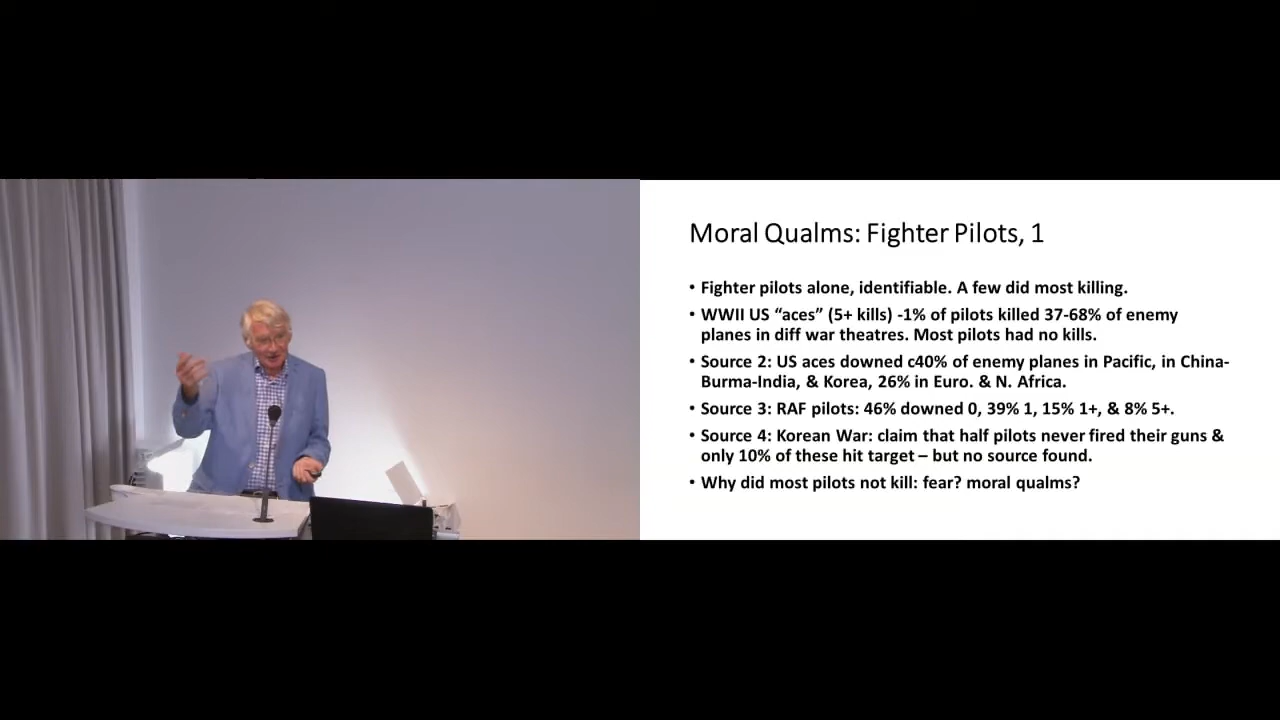 Moral Qualms: Fighter Pilots, 1
• Fighter pilots alone, identifiable. A few did most killing.
• WWII US “aces” (5+ kills) -1% of pilots killed 37-68% of enemy
planes in diff war theatres. Most pilots had no kills.
• Source 2: US aces downed c40% of enemy planes in Pacific, in China-
Burma-India, & Korea, 26% in Euro. & N. Africa.
• Source 3: RAF pilots: 46% downed 0, 39% 1, 15% 1+, & 8% 5+.
• Source 4: Korean War: claim that half pilots never fired their guns &
only 10% of these hit target – but no source found.
• Why did most pilots not kill: fear? moral qualms?